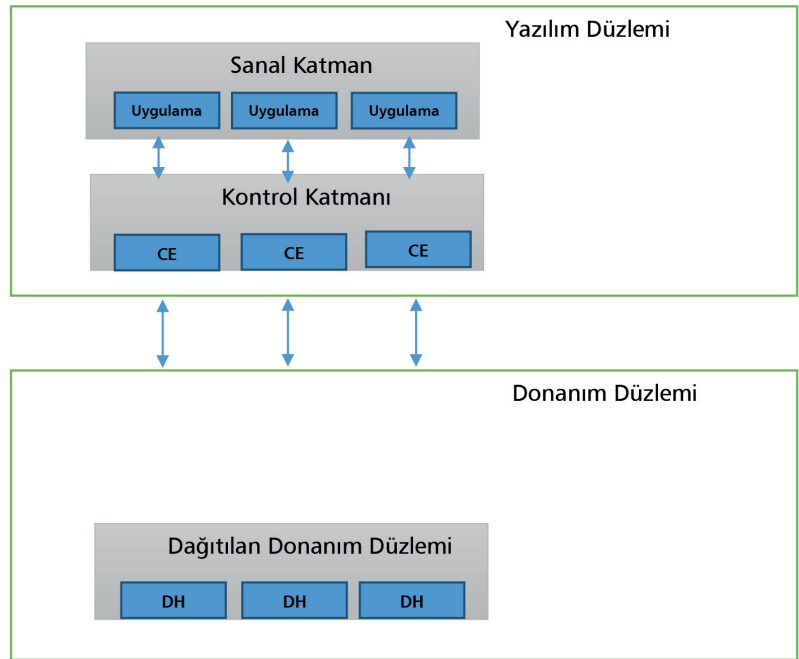 Yazılım Düzlemi
Sanal Katman
Uygulama Uygulama Uygulama
Kontrol Katmanı
CE CE CE
Donanım Düzlemi
Dağıtılan Donanım Düzlemi
DH DH DH